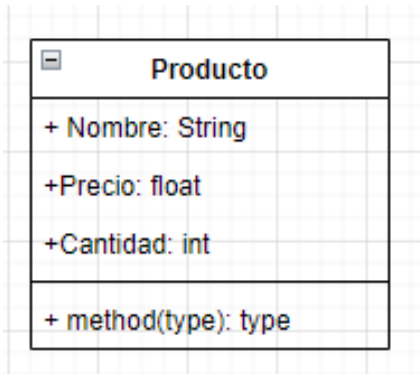 Producto
+ Nombre: String
+Precio: float
+Cantidad: int
+ method(type): type